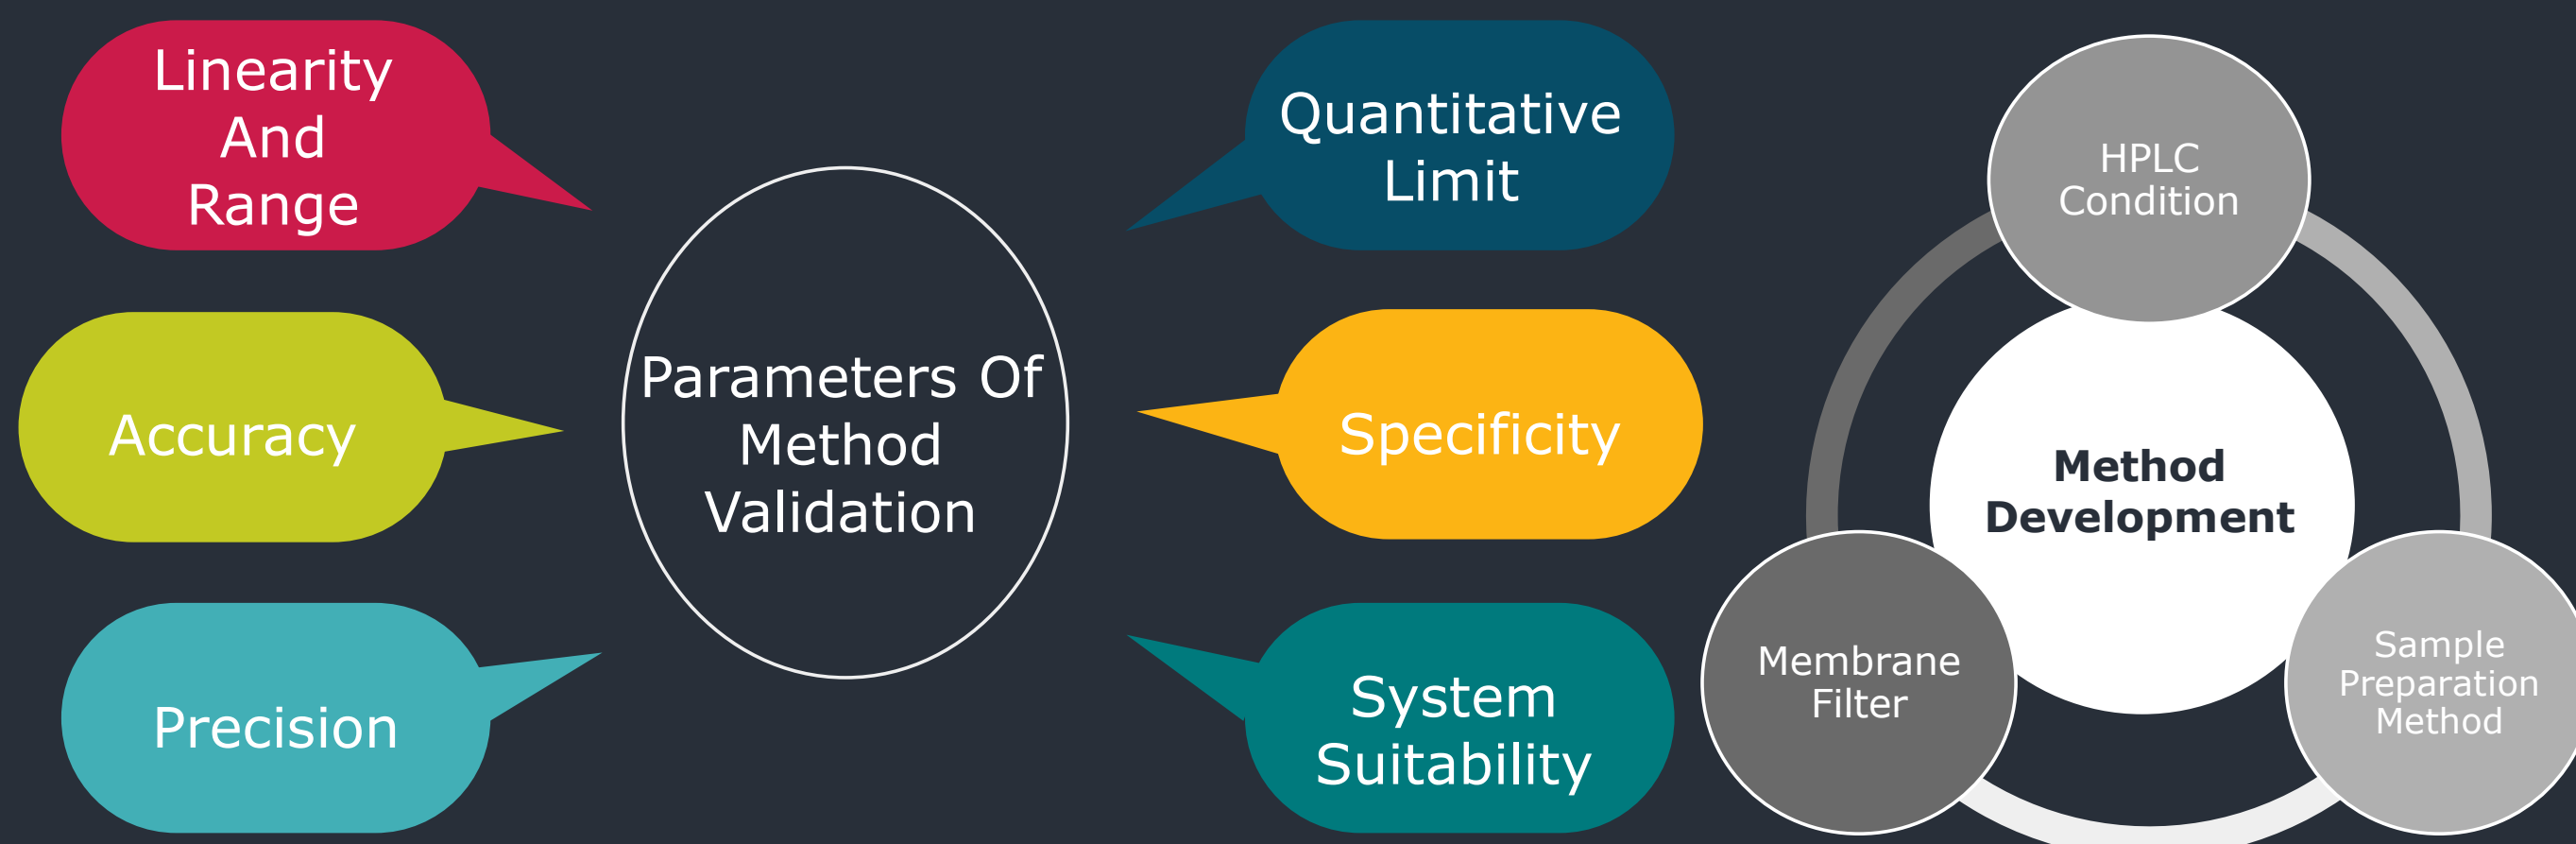 Linearity
And
Range
Accuracy
Precision
Parameters Of
Method
Validation
Quantitative
Limit
Specificity
System
Suitability
HPLC
Condition
Method
Development
Membrane
Filter
Sample
Preparation
Method